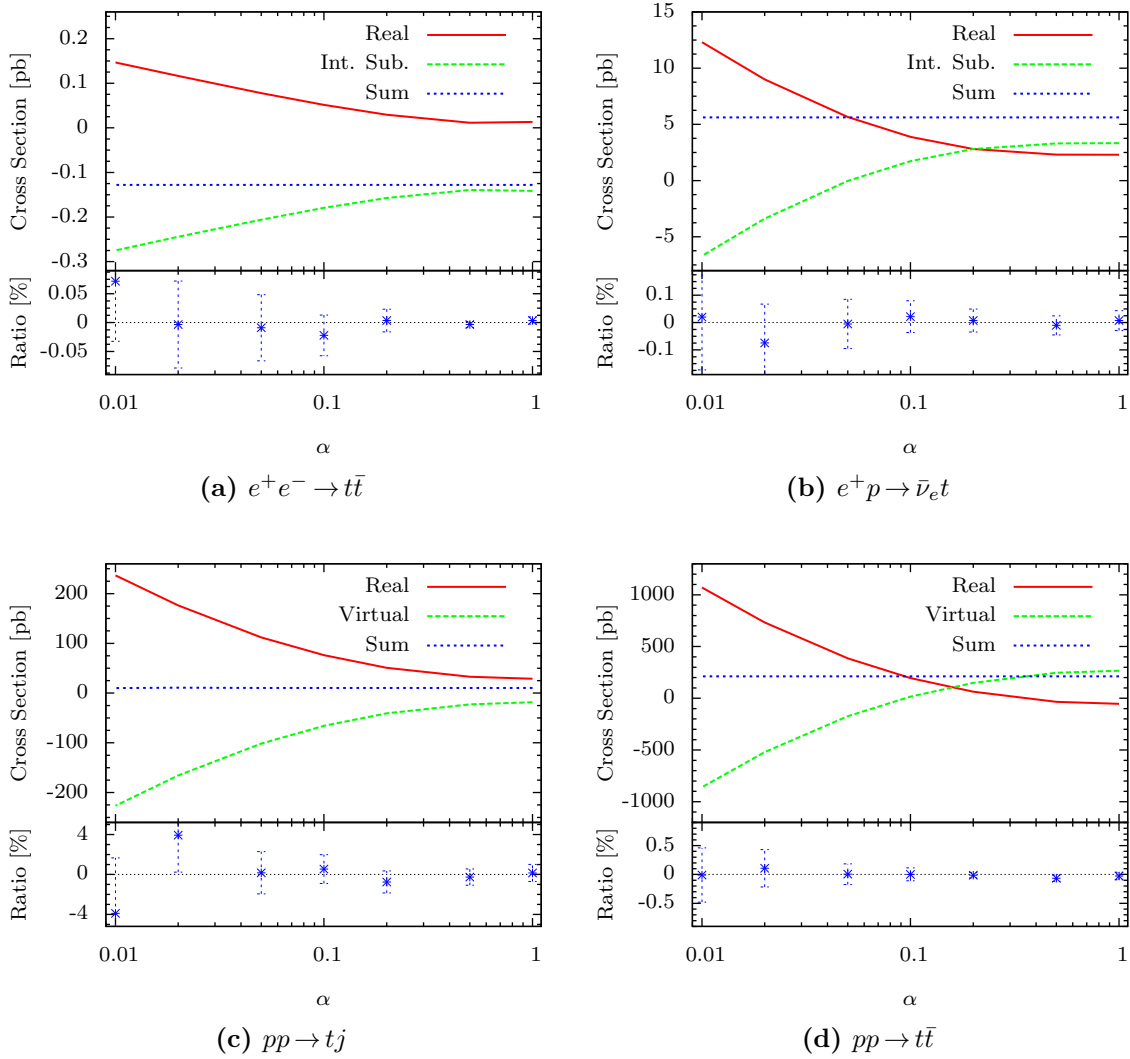 Cross Section [pb]
0.2
0.1
0
-0.1
-0.2
-0.3
Real
Int. Sub.
Sum
Ratio [%]
0.05
0
-0.05
0.01 0.1 1
α
(a) e⁺e⁻ → tt̄
Cross Section [pb]
15
10
5
0
-5
Real
Int. Sub.
Sum
Ratio [%]
0.1
0
-0.1
0.01 0.1 1
α
(b) e⁺p → ν̄ₑt
Cross Section [pb]
200
100
0
-100
-200
Real
Virtual
Sum
Ratio [%]
4
0
-4
0.01 0.1 1
α
(c) pp → tj
Cross Section [pb]
1000
500
0
-500
-1000
Real
Virtual
Sum
Ratio [%]
0.5
0
-0.5
0.01 0.1 1
α
(d) pp → tt̄